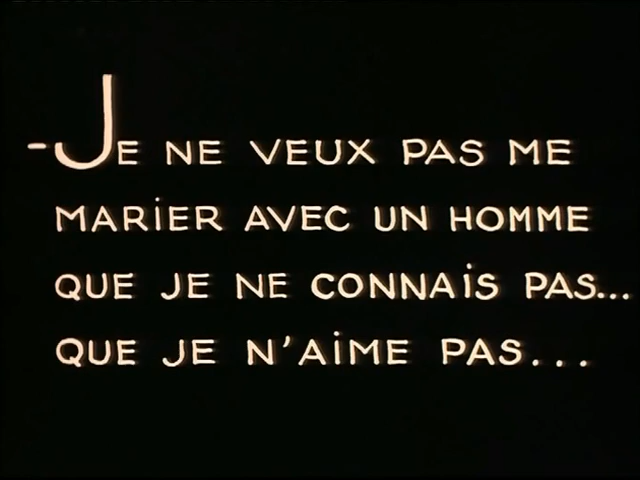 -JE NE VEUX PAS ME
MARIER AVEC UN HOMME
QUE JE NE CONNAIS PAS...
QUE JE N'AIME PAS...